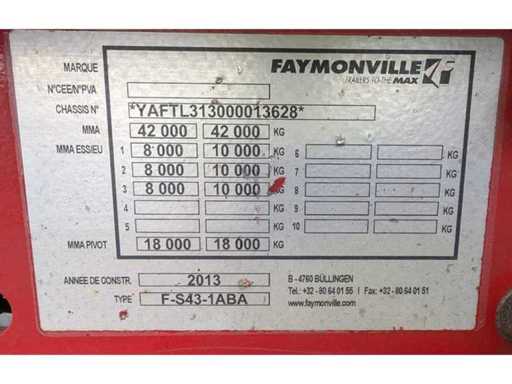 MARQUE FAYMONVILLE
TRAILERS TO THE MAX
N°CEE/N°PVA
CHASSIS N° *YAFTL313000013628*
MMA 42 000 42 000 KG
MMA ESSIEU 1 8 000 10 000 KG 6 KG
2 8 000 10 000 KG 7 KG
3 8 000 10 000 KG 8 KG
4 KG 9 KG
5 KG 10 KG
MMA PIVOT 18 000 18 000 KG
ANNEE DE CONSTR. 2013 B - 4760 BÜLLINGEN
Tel.: +32 - 80 64 01 55 | Fax: +32 - 80 64 01 51
TYPE F-S43-1ABA www.faymonville.com